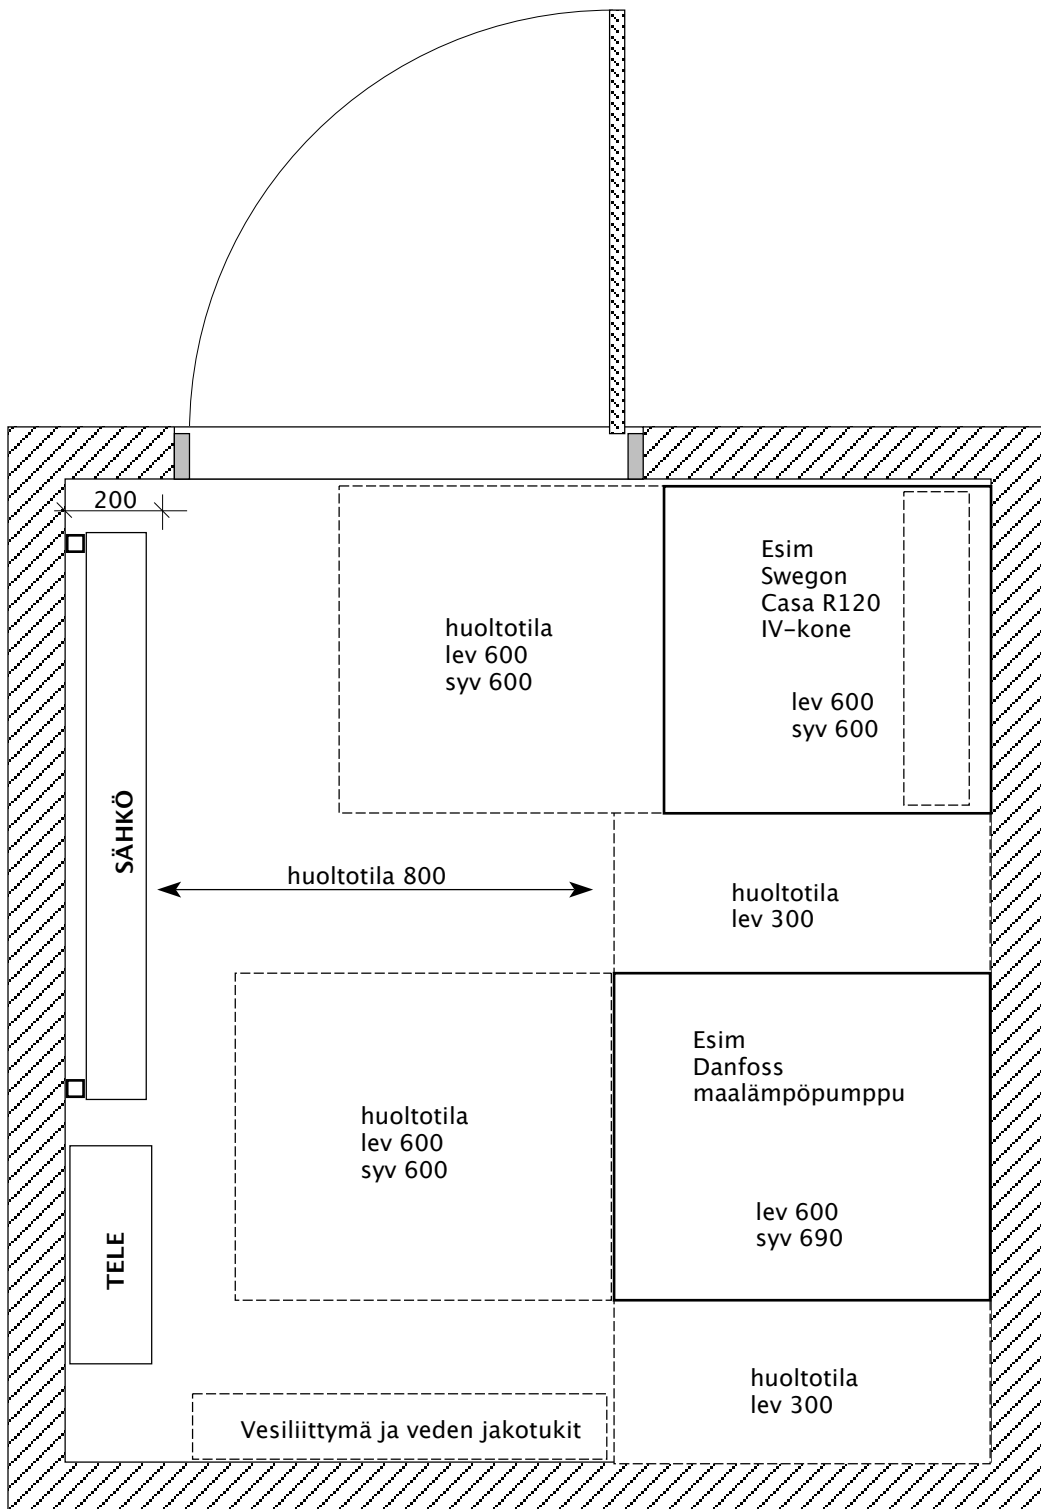 200
Esim
Swegon
Casa R120
IV-kone
lev 600
syv 600
huoltotila
lev 600
syv 600
SÄHKÖ
huoltotila 800
huoltotila
lev 300
Esim
Danfoss
maalämpöpumppu
lev 600
syv 690
huoltotila
lev 600
syv 600
TELE
huoltotila
lev 300
Vesiliittymä ja veden jakotukit